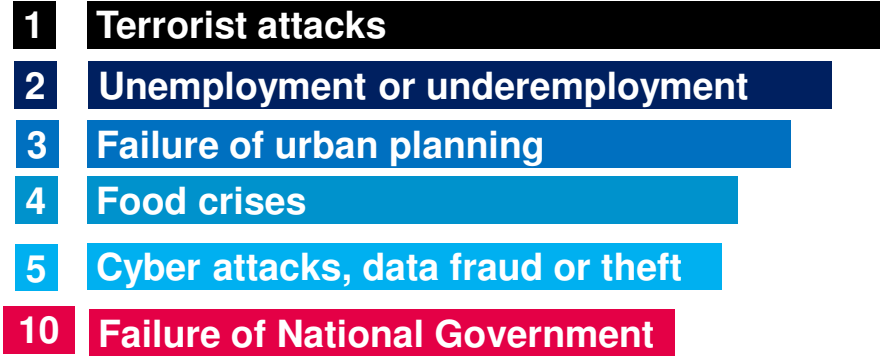 1 Terrorist attacks
2 Unemployment or underemployment
3 Failure of urban planning
4 Food crises
5 Cyber attacks, data fraud or theft
10 Failure of National Government